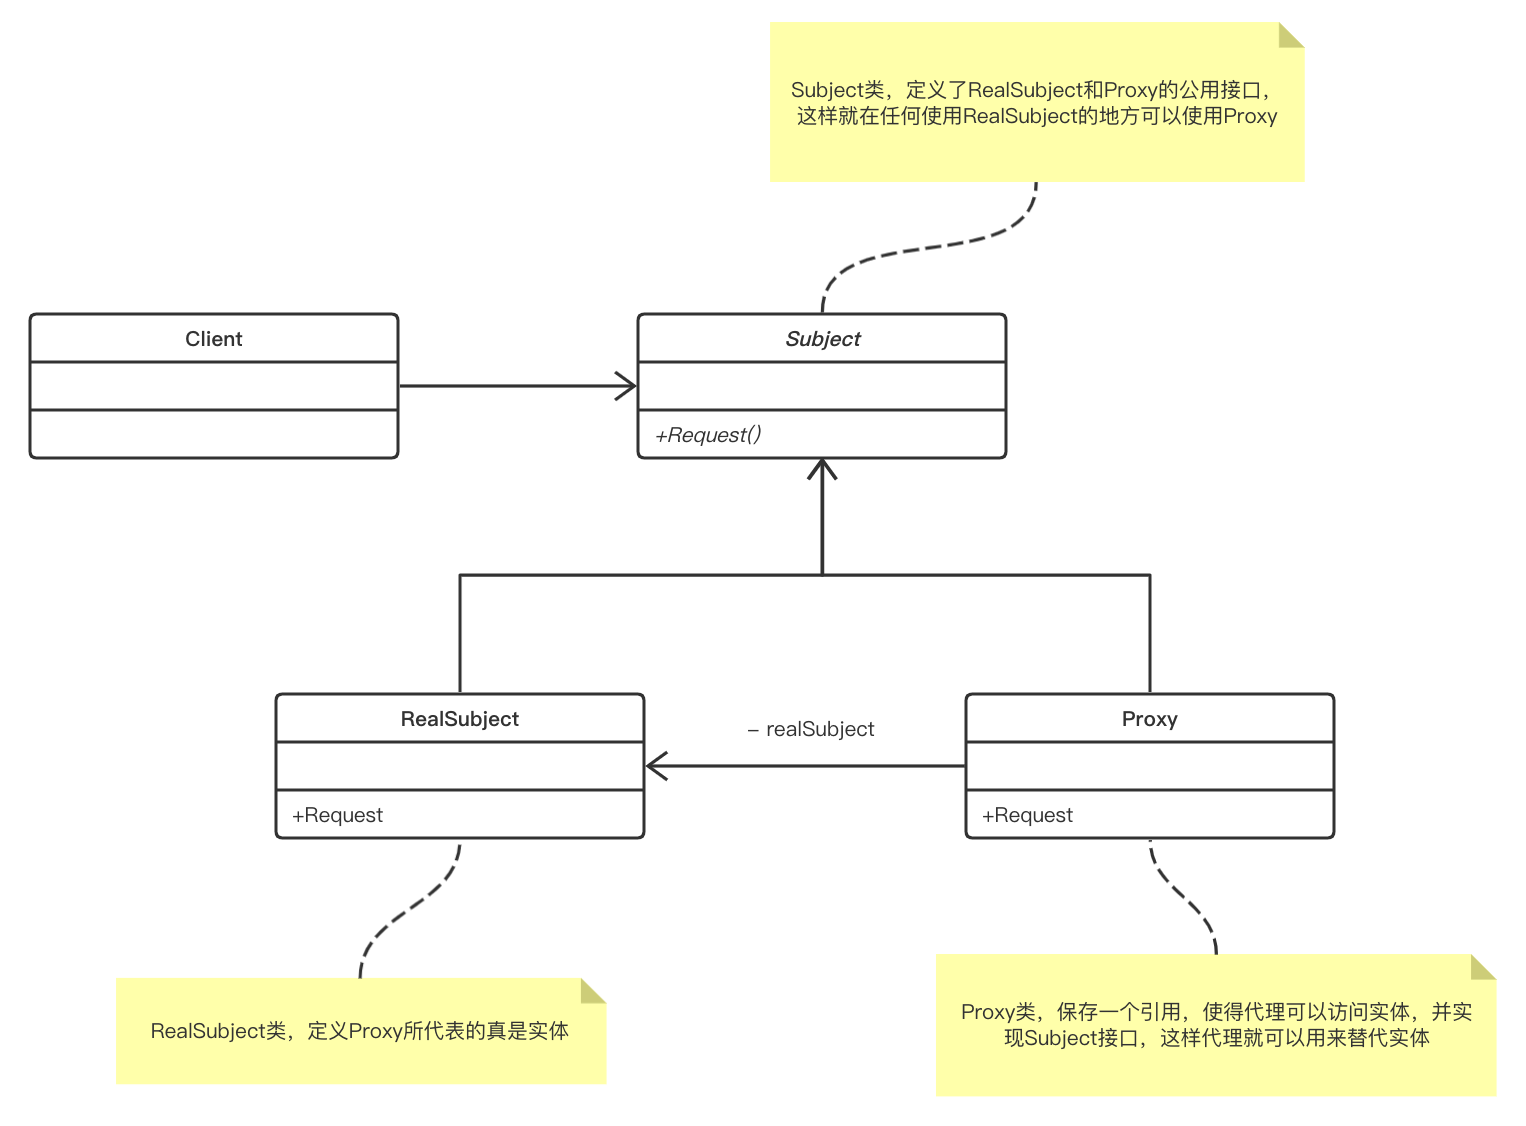 Subject类，定义了RealSubject和Proxy的公用接口，
这样就在任何使用RealSubject的地方可以使用Proxy
Client
Subject
+Request()
RealSubject
+Request
– realSubject
Proxy
+Request
RealSubject类，定义Proxy所代表的真是实体
Proxy类，保存一个引用，使得代理可以访问实体，并实
现Subject接口，这样代理就可以用来替代实体